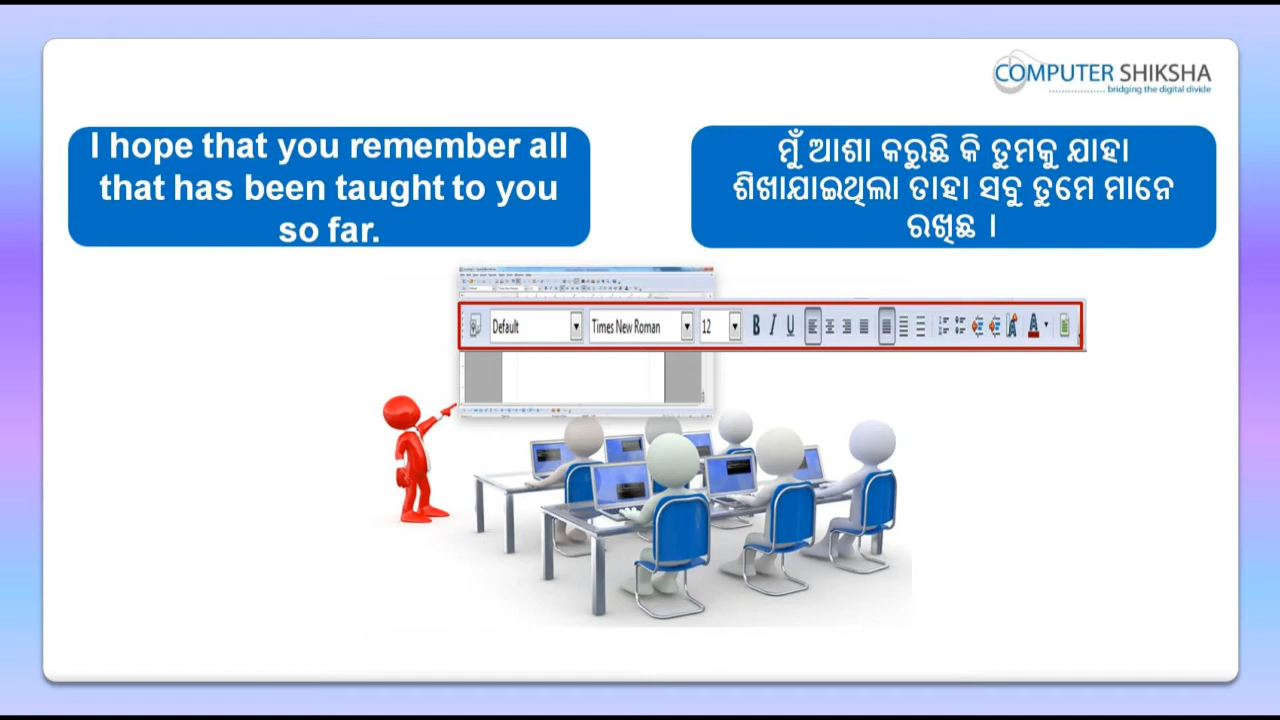 COMPUTER SHIKSHA
bridging the digital divide
I hope that you remember all
that has been taught to you
so far.
ମୁଁ ଆଶା କରୁଛି କି ତୁମକୁ ଯାହା
ଶିଖାଯାଇଥିଲା ତାହା ସବୁ ତୁମେ ମାନେ
ରଖିଛ ।
Default Times New Roman 12 B I U